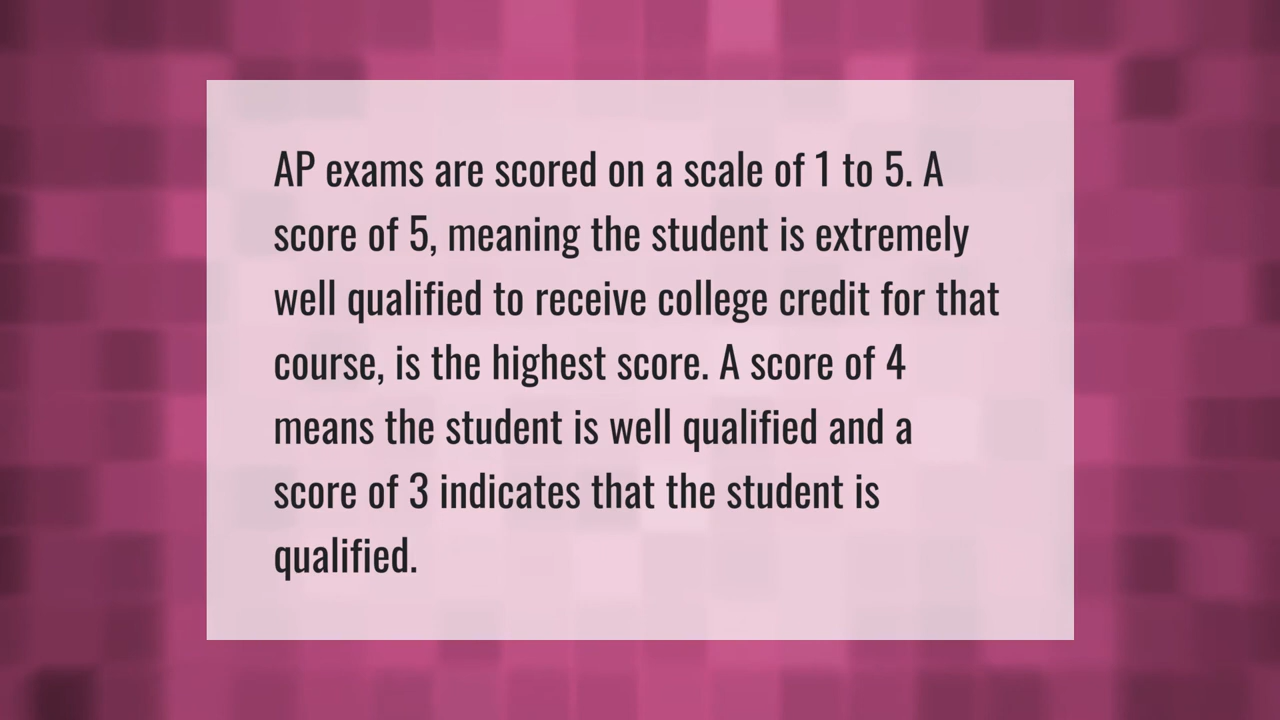 AP exams are scored on a scale of 1 to 5. A
score of 5, meaning the student is extremely
well qualified to receive college credit for that
course, is the highest score. A score of 4
means the student is well qualified and a
score of 3 indicates that the student is
qualified.